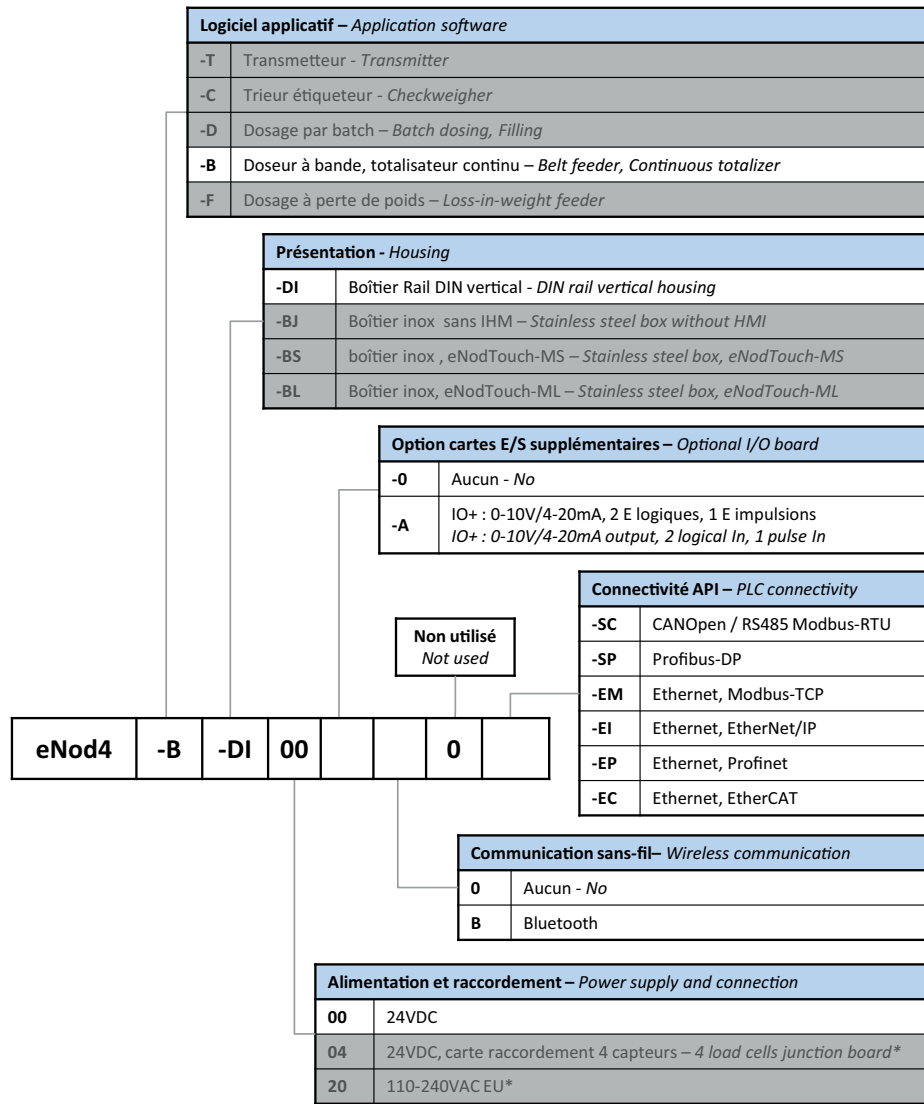 Logiciel applicatif – Application software
-T Transmetteur - Transmitter
-C Trieur étiqueteur - Checkweigher
-D Dosage par batch – Batch dosing, Filling
-B Doseur à bande, totalisateur continu – Belt feeder, Continuous totalizer
-F Dosage à perte de poids – Loss-in-weight feeder
Présentation - Housing
-DI Boîtier Rail DIN vertical - DIN rail vertical housing
-BJ Boîtier inox sans IHM – Stainless steel box without HMI
-BS boîtier inox , eNodTouch-MS – Stainless steel box, eNodTouch-MS
-BL Boîtier inox, eNodTouch-ML – Stainless steel box, eNodTouch-ML
Option cartes E/S supplémentaires – Optional I/O board
-0 Aucun - No
-A IO+ : 0-10V/4-20mA, 2 E logiques, 1 E impulsions
IO+ : 0-10V/4-20mA output, 2 logical In, 1 pulse In
Connectivité API – PLC connectivity
-SC CANOpen / RS485 Modbus-RTU
-SP Profibus-DP
-EM Ethernet, Modbus-TCP
-EI Ethernet, EtherNet/IP
-EP Ethernet, Profinet
-EC Ethernet, EtherCAT
Non utilisé
Not used
eNod4 -B -DI 00 0
Communication sans-fil– Wireless communication
0 Aucun - No
B Bluetooth
Alimentation et raccordement – Power supply and connection
00 24VDC
04 24VDC, carte raccordement 4 capteurs – 4 load cells junction board*
20 110-240VAC EU*